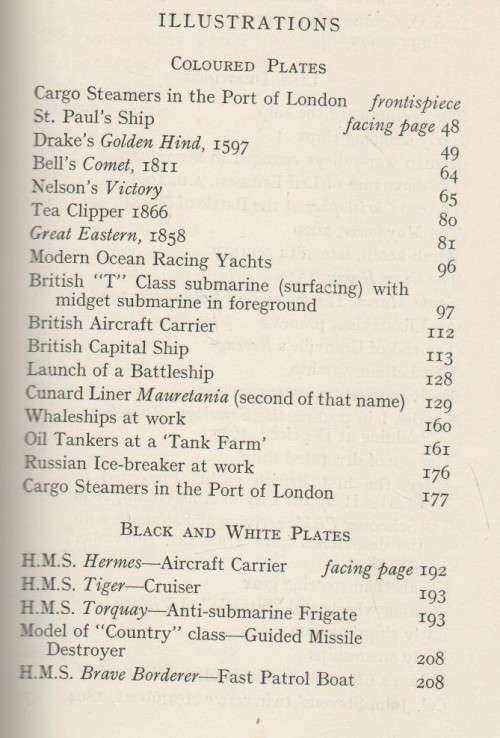 ILLUSTRATIONS
COLOURED PLATES
Cargo Steamers in the Port of London frontispiece
St. Paul's Ship facing page 48
Drake's Golden Hind, 1597 49
Bell's Comet, 1811 64
Nelson's Victory 65
Tea Clipper 1866 80
Great Eastern, 1858 81
Modern Ocean Racing Yachts 96
British "T" Class submarine (surfacing) with
midget submarine in foreground 97
British Aircraft Carrier 112
British Capital Ship 113
Launch of a Battleship 128
Cunard Liner Mauretania (second of that name) 129
Whaleships at work 160
Oil Tankers at a 'Tank Farm' 161
Russian Ice-breaker at work 176
Cargo Steamers in the Port of London 177
BLACK AND WHITE PLATES
H.M.S. Hermes—Aircraft Carrier facing page 192
H.M.S. Tiger—Cruiser 193
H.M.S. Torquay—Anti-submarine Frigate 193
Model of "Country" class—Guided Missile
Destroyer 208
H.M.S. Brave Borderer—Fast Patrol Boat 208